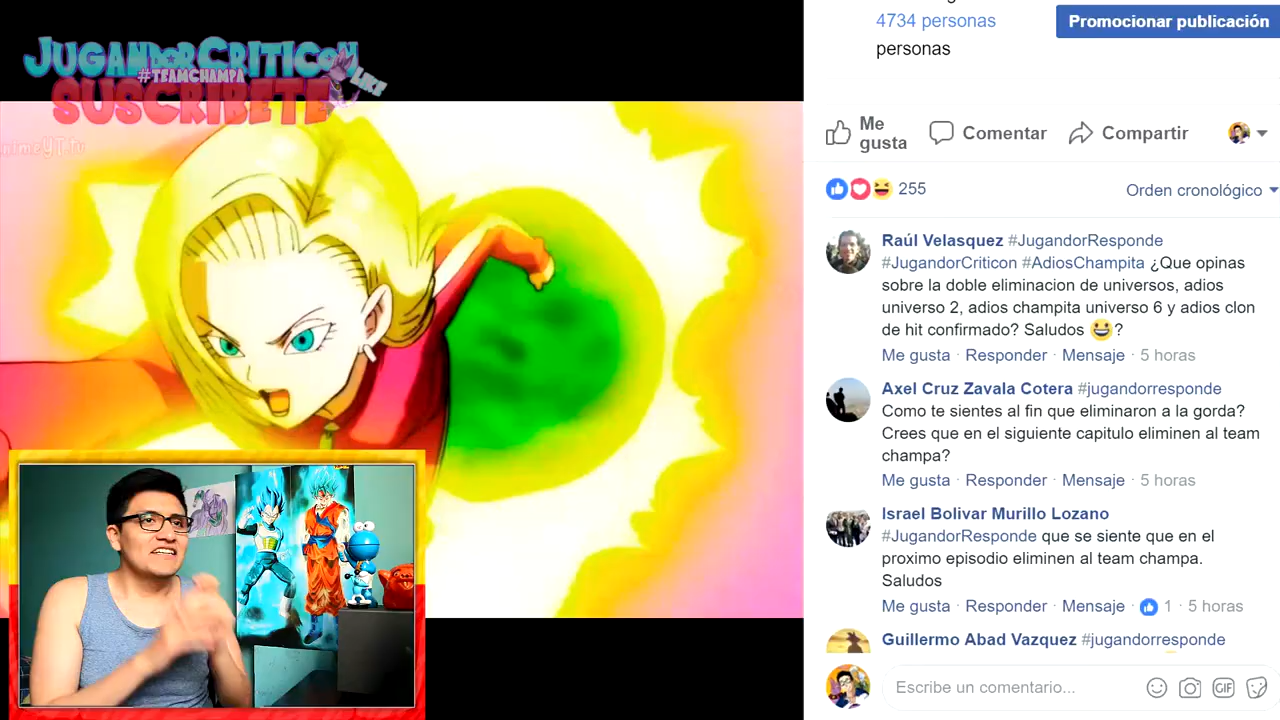 JUGANDORCRITICON
#TEAMCHAMPA
LIKE
SUSCRIBETE
nimeYT.tv
4734 personas
personas
Promocionar publicación
Me gusta
Comentar
Compartir
255
Orden cronológico
Raúl Velasquez #JugandorResponde
#JugandorCriticon #AdiosChampita ¿Que opinas
sobre la doble eliminacion de universos, adios
universo 2, adios champita universo 6 y adios clon
de hit confirmado? Saludos 😀?
Me gusta · Responder · Mensaje · 5 horas
Axel Cruz Zavala Cotera #jugandorresponde
Como te sientes al fin que eliminaron a la gorda?
Crees que en el siguiente capitulo eliminen al team
champa?
Me gusta · Responder · Mensaje · 5 horas
Israel Bolivar Murillo Lozano
#JugandorResponde que se siente que en el
proximo episodio eliminen al team champa.
Saludos
Me gusta · Responder · Mensaje · 1 · 5 horas
Guillermo Abad Vazquez #jugandorresponde
Escribe un comentario...
GIF